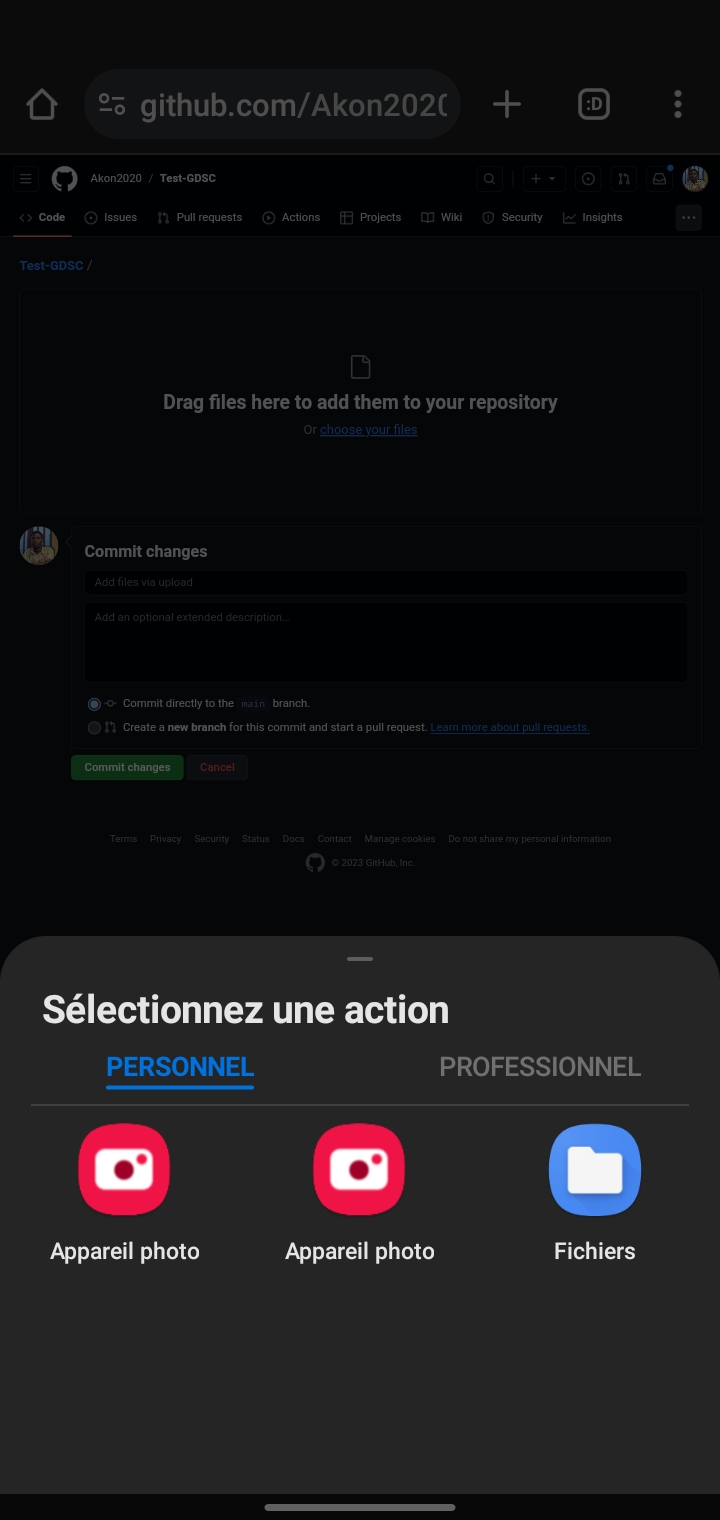 github.com/Akon2020
:D
Akon2020 / Test-GDSC
Code Issues Pull requests Actions Projects Wiki Security Insights
Test-GDSC /
Drag files here to add them to your repository
Or choose your files
Commit changes
Add files via upload
Add an optional extended description...
Commit directly to the main branch.
Create a new branch for this commit and start a pull request. Learn more about pull requests.
Commit changes Cancel
Terms Privacy Security Status Docs Contact Manage cookies Do not share my personal information
© 2023 GitHub, Inc.
Sélectionnez une action
PERSONNEL PROFESSIONNEL
Appareil photo Appareil photo Fichiers